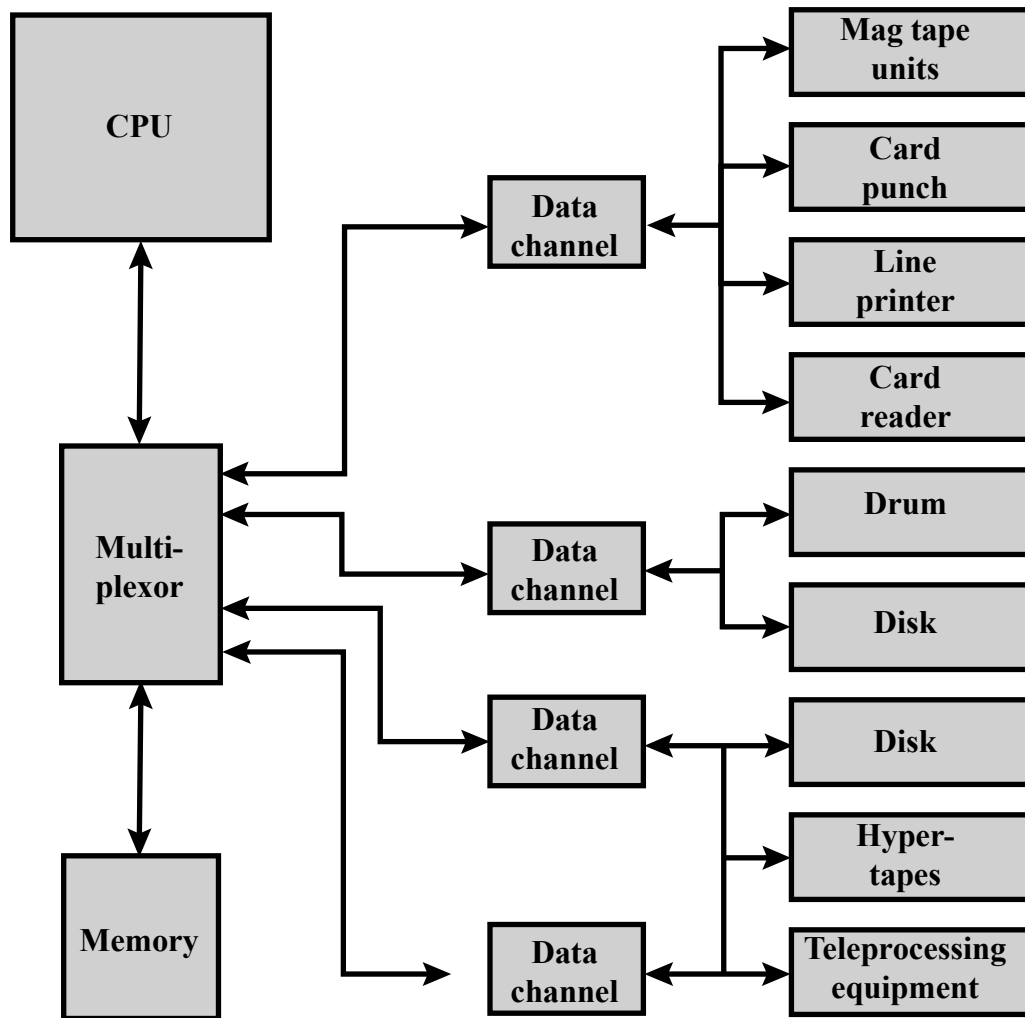 CPU
Multi-
plexor
Memory
Data
channel
Data
channel
Data
channel
Data
channel
Mag tape
units
Card
punch
Line
printer
Card
reader
Drum
Disk
Disk
Hyper-
tapes
Teleprocessing
equipment